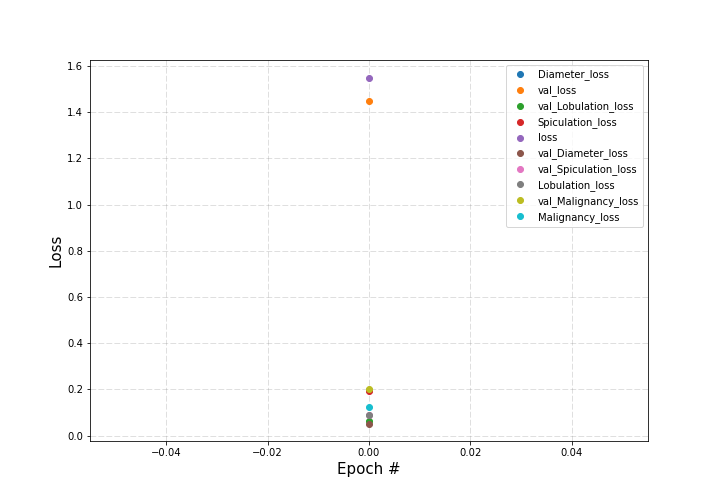 1.6
1.4
1.2
1.0
0.8
0.6
0.4
0.2
0.0
Loss
Diameter_loss
val_loss
val_Lobulation_loss
Spiculation_loss
loss
val_Diameter_loss
val_Spiculation_loss
Lobulation_loss
val_Malignancy_loss
Malignancy_loss
−0.04 −0.02 0.00 0.02 0.04
Epoch #